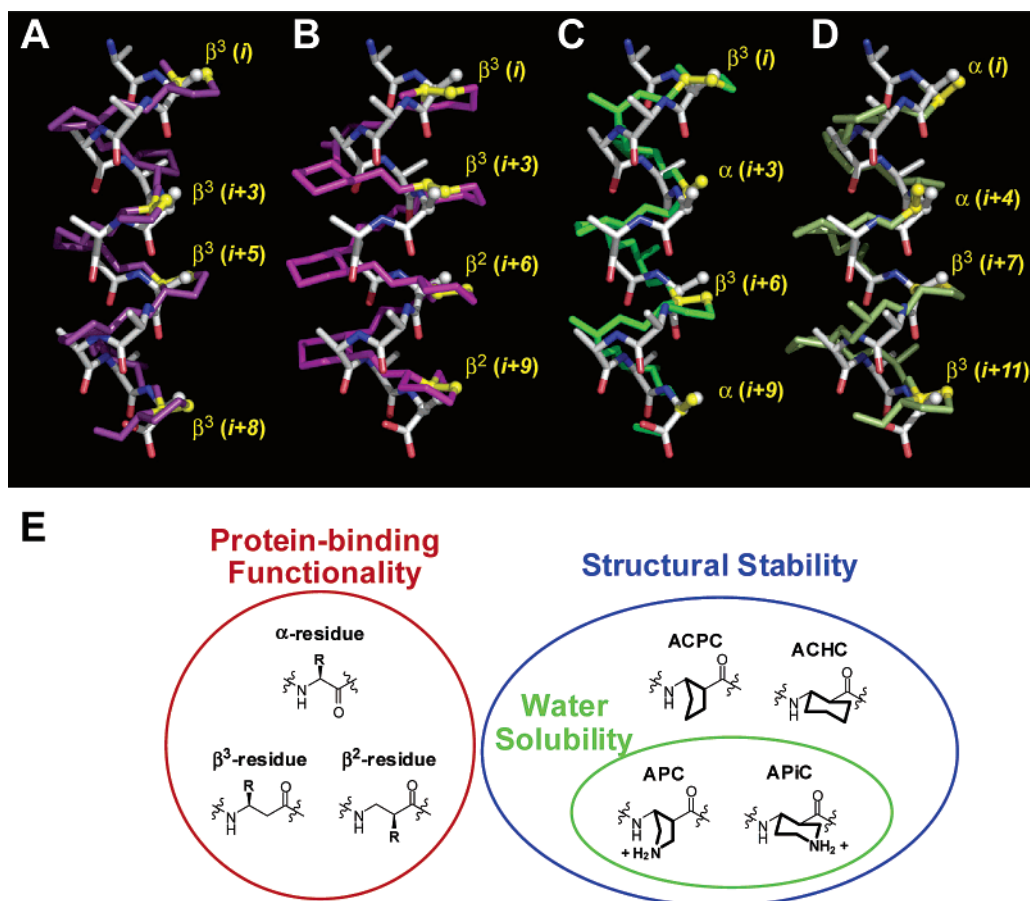 A
B
C
D
β³ (i)
β³ (i+3)
β³ (i+5)
β³ (i+8)
β³ (i)
β³ (i+3)
β² (i+6)
β² (i+9)
β³ (i)
α (i+3)
β³ (i+6)
α (i+9)
α (i)
α (i+4)
β³ (i+7)
β³ (i+11)
E
Protein-binding
Functionality
α-residue
R
N
H
O
β³-residue
R
O
N
H
β²-residue
O
N
H
R
Structural Stability
ACPC
O
N
H
ACHC
O
N
H
Water
Solubility
APC
O
N
H
+ H₂N
APiC
O
N
H
NH₂ +